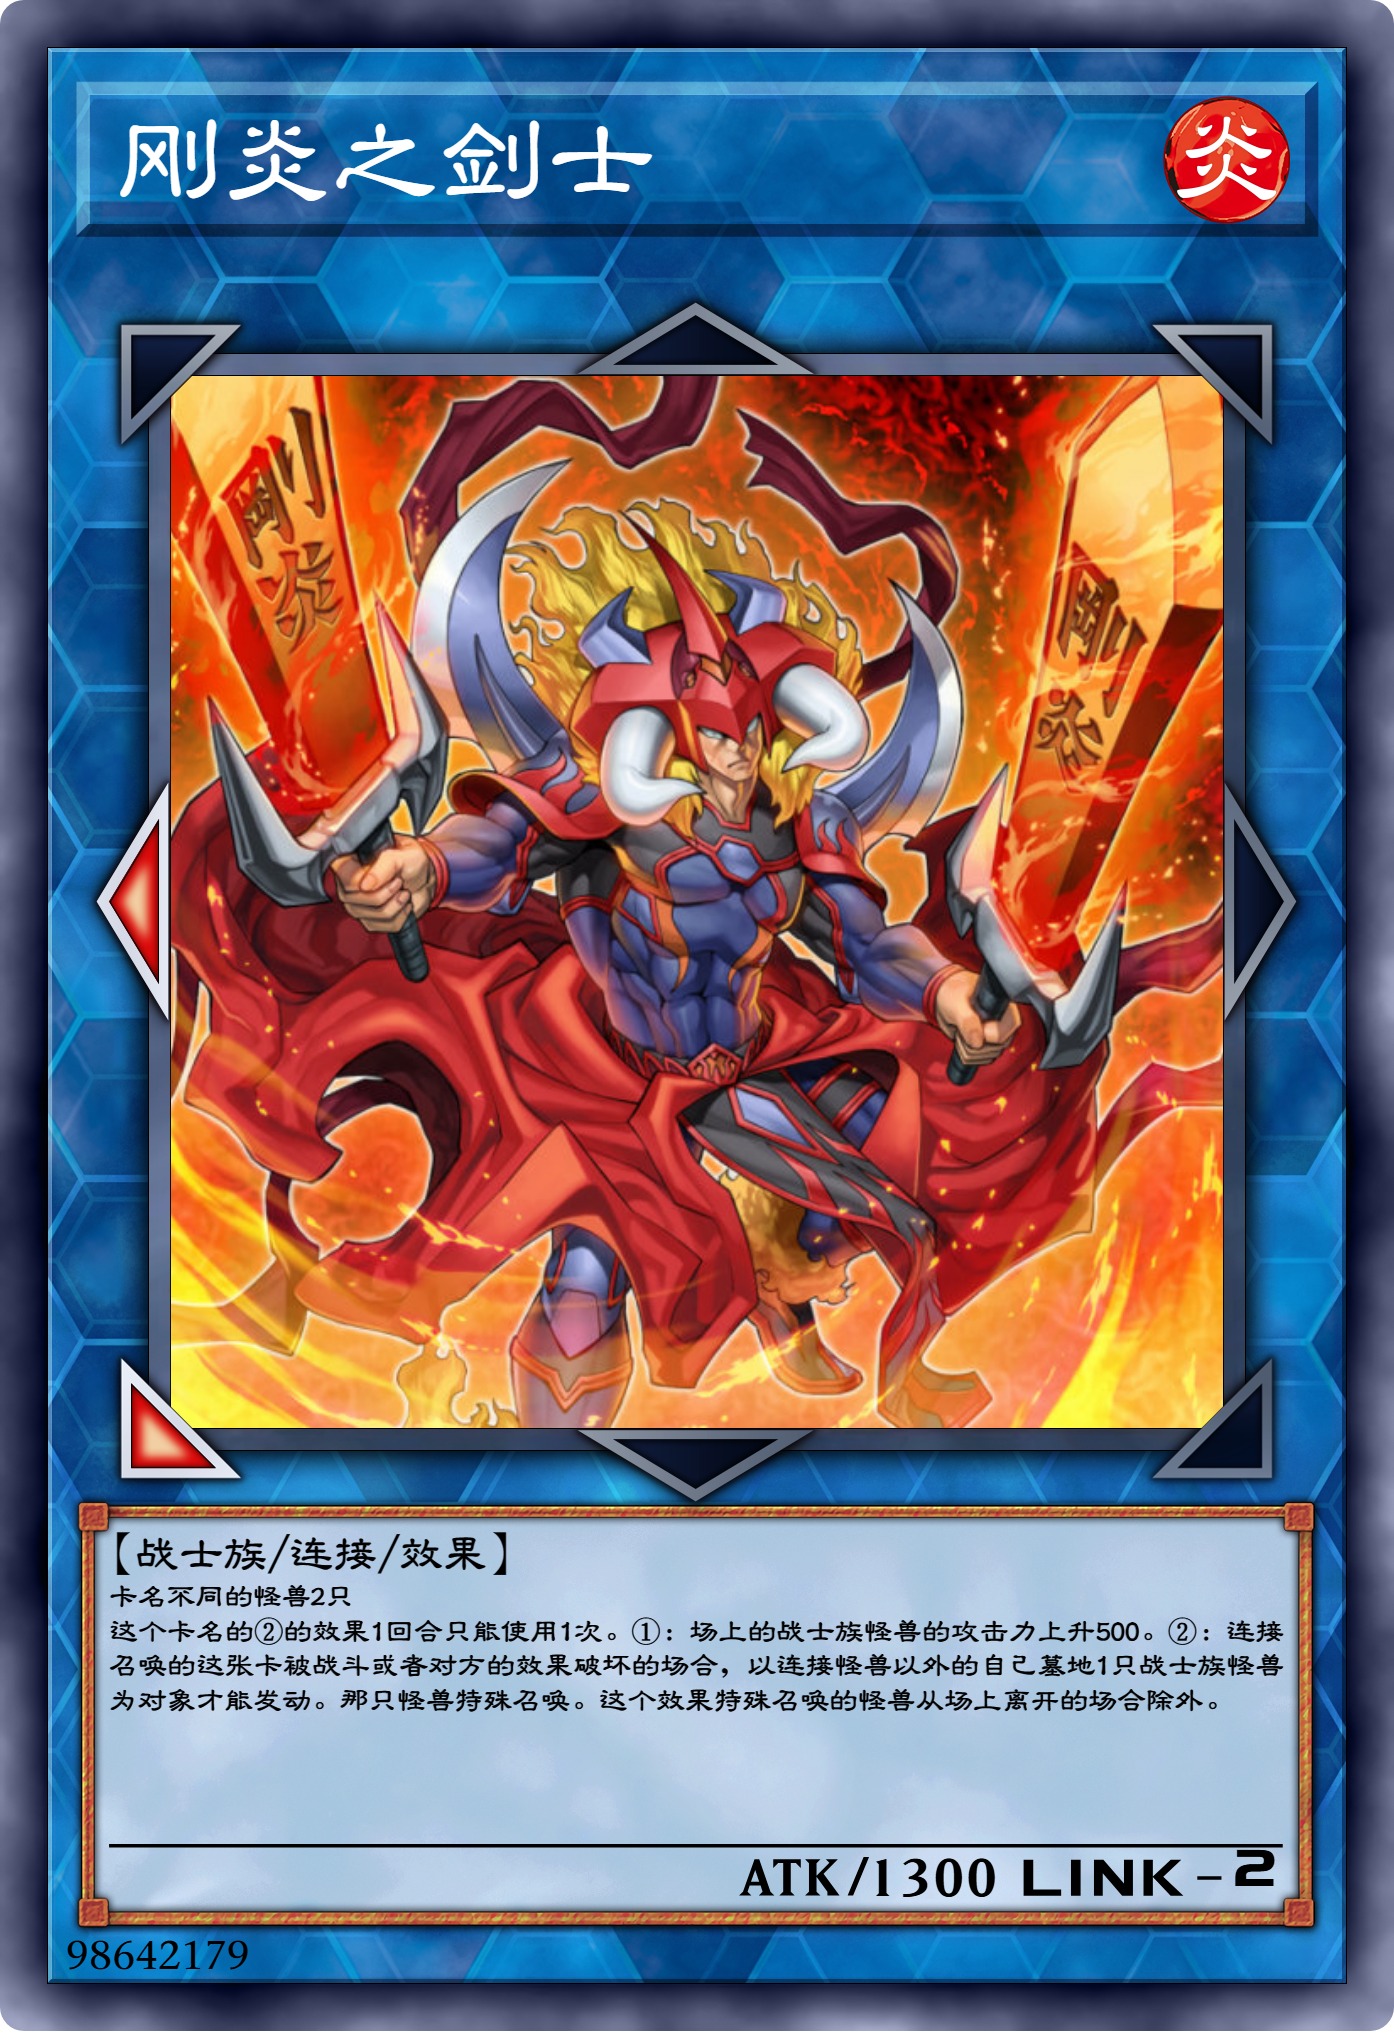 刚炎之剑士
炎
剛炎
剛炎
【战士族/连接/效果】
卡名不同的怪兽2只
这个卡名的②的效果1回合只能使用1次。①：场上的战士族怪兽的攻击力上升500。②：连接
召唤的这张卡被战斗或者对方的效果破坏的场合，以连接怪兽以外的自己墓地1只战士族怪兽
为对象才能发动。那只怪兽特殊召唤。这个效果特殊召唤的怪兽从场上离开的场合除外。
ATK/1300 LINK-2
98642179